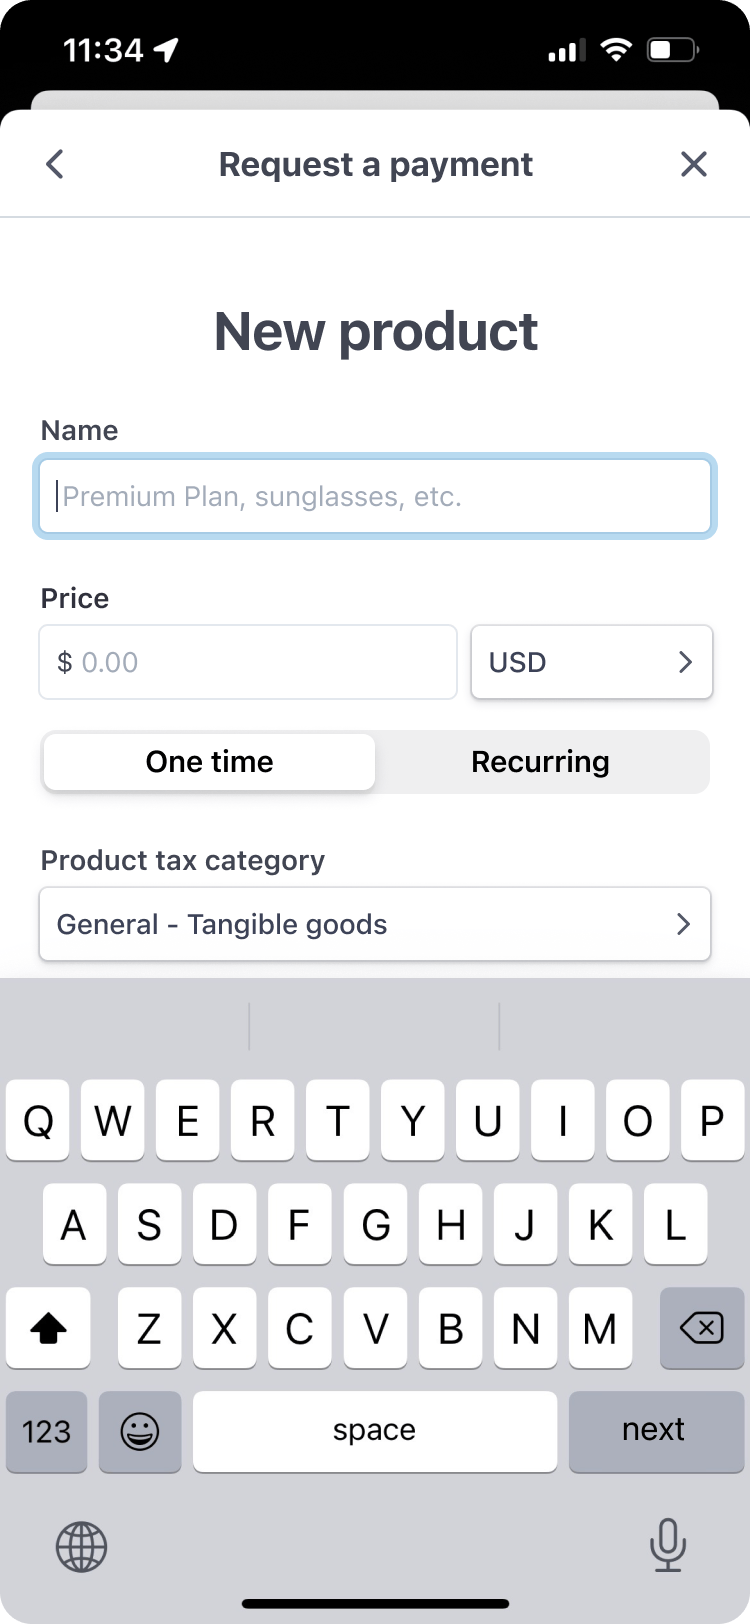 11:34
Request a payment
New product
Name
Premium Plan, sunglasses, etc.
Price
$ 0.00
USD
One time
Recurring
Product tax category
General - Tangible goods
Q W E R T Y U I O P
A S D F G H J K L
Z X C V B N M
123
space
next